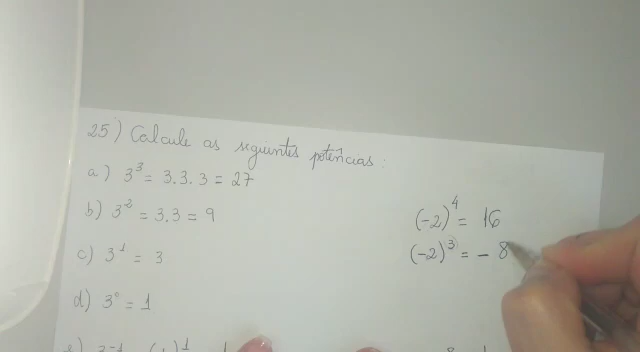 25) Calcule as seguintes potências:
a) 3³ = 3.3.3 = 27
b) 3² = 3.3 = 9
c) 3¹ = 3
d) 3⁰ = 1
(-2)⁴ = 16
(-2)³ = - 8